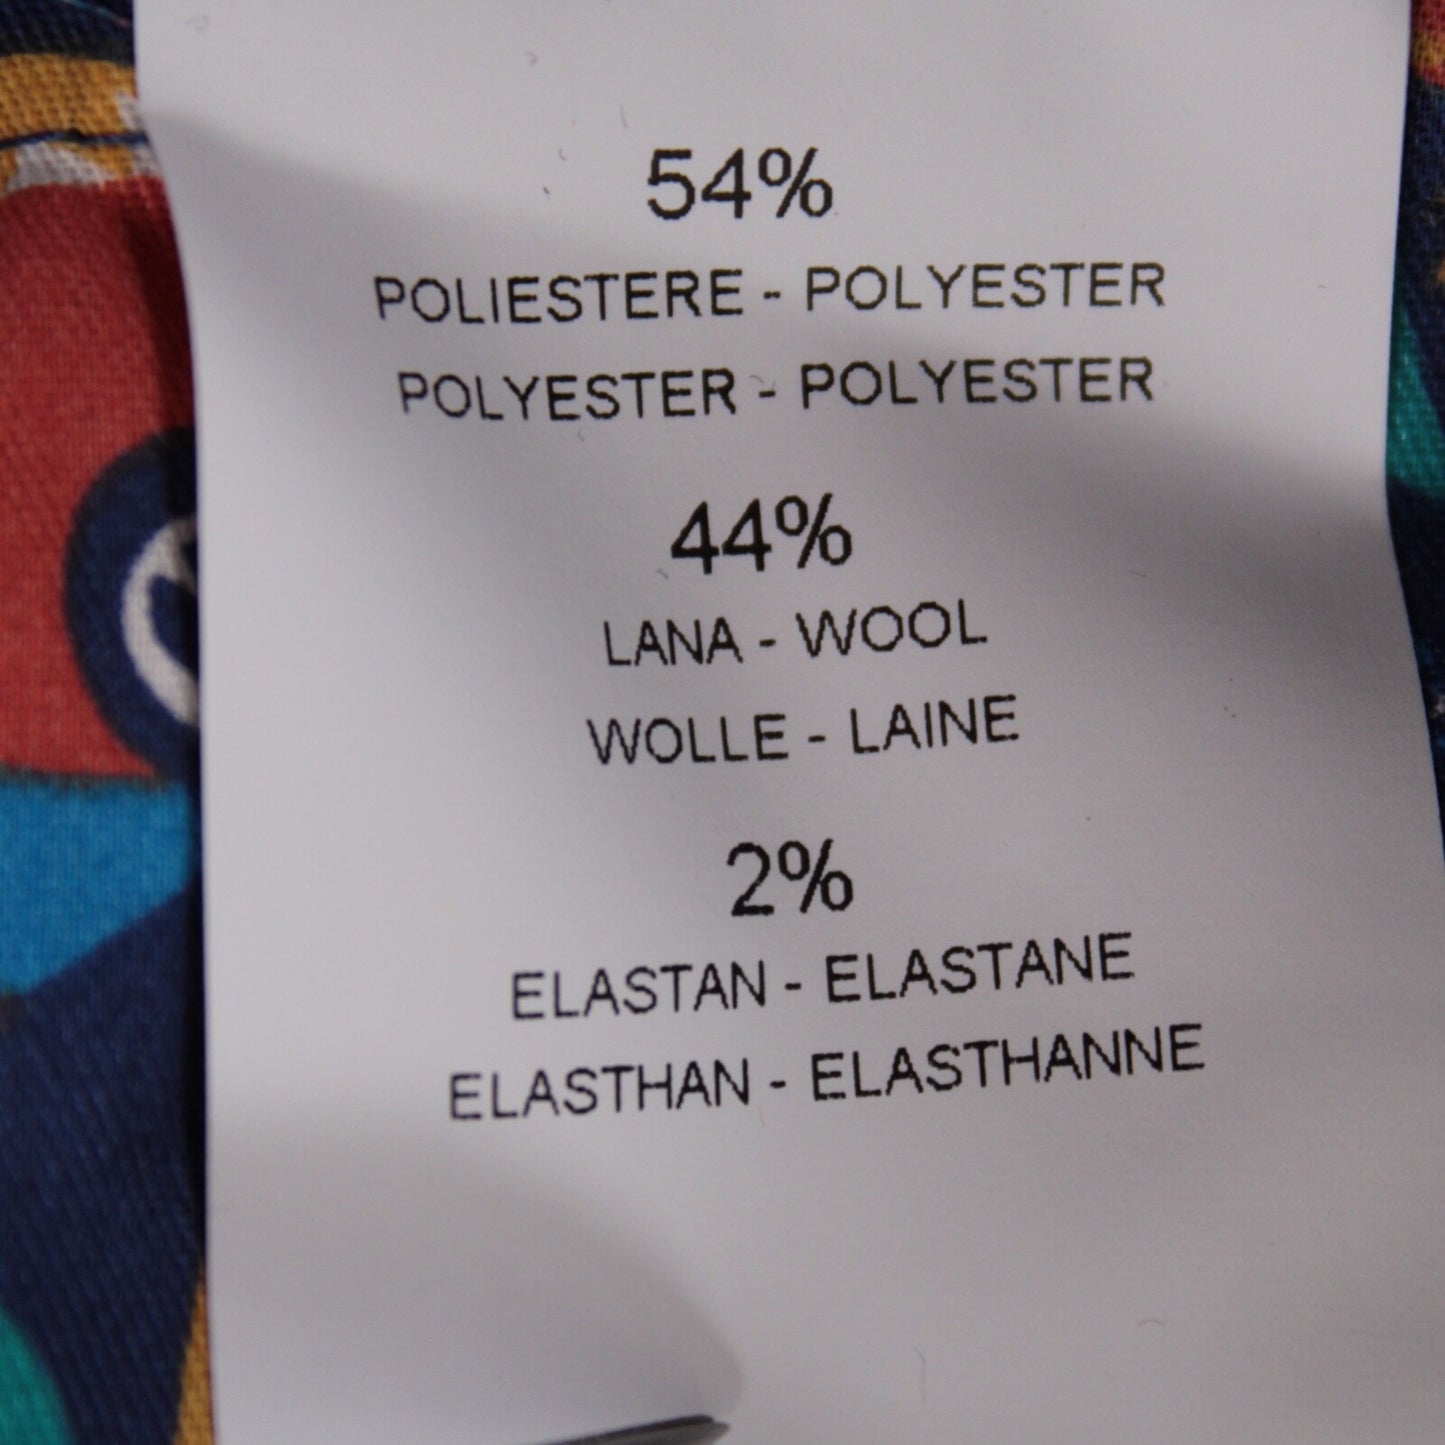 54%
POLIESTERE - POLYESTER
POLYESTER - POLYESTER
44%
LANA - WOOL
WOLLE - LAINE
2%
ELASTAN - ELASTANE
ELASTHAN - ELASTHANNE